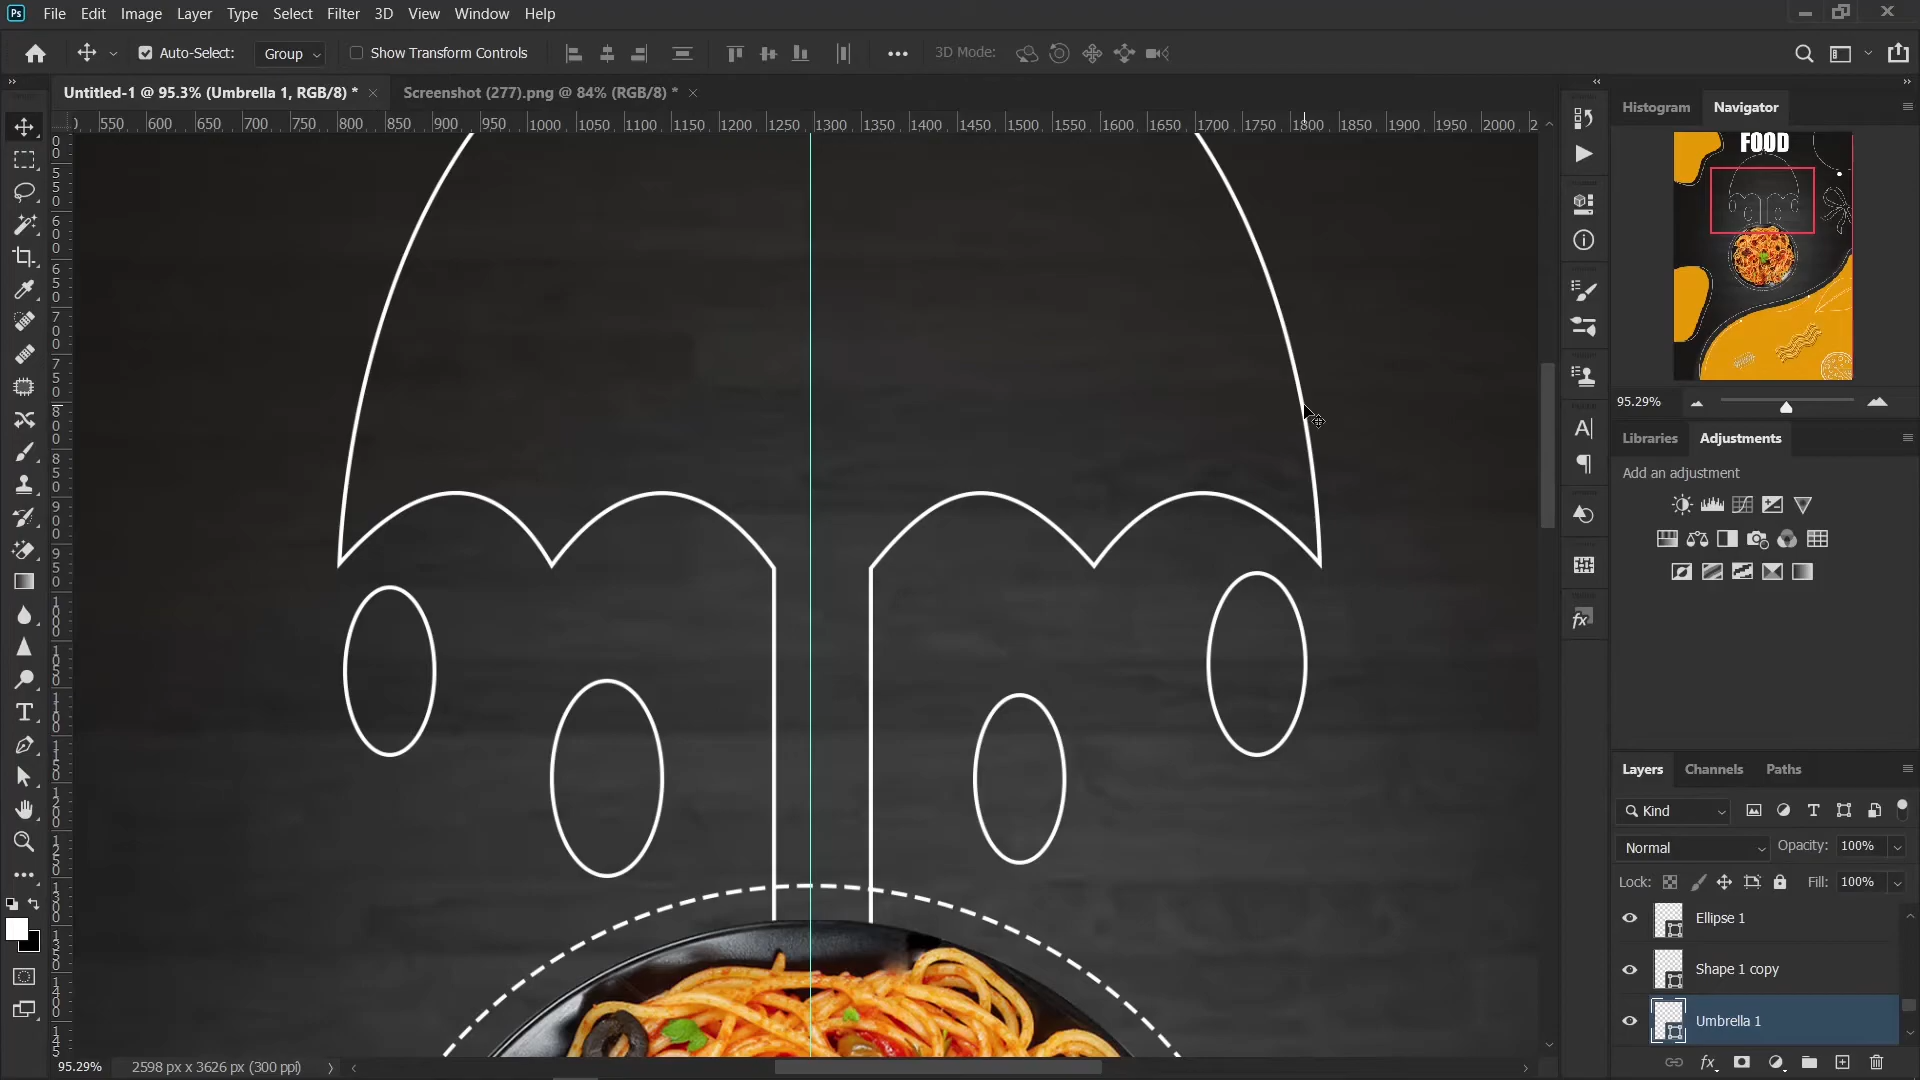 Ps File Edit Image Layer Type Select Filter 3D View Window Help
Auto-Select: Group Show Transform Controls 3D Mode:
Untitled-1 @ 95.3% (Umbrella 1, RGB/8) * Screenshot (277).png @ 84% (RGB/8) *
550 600 650 700 750 800 850 900 950 1000 1050 1100 1150 1200 1250 1300 1350 1400 1450 1500 1550 1600 1650 1700 1750 1800 1850 1900 1950 2000 2
Histogram Navigator
FOOD
95.29%
Libraries Adjustments
Add an adjustment
Layers Channels Paths
Kind
Normal Opacity: 100%
Lock: Fill: 100%
Ellipse 1
Shape 1 copy
Umbrella 1
fx
95.29% 2598 px x 3626 px (300 ppi)